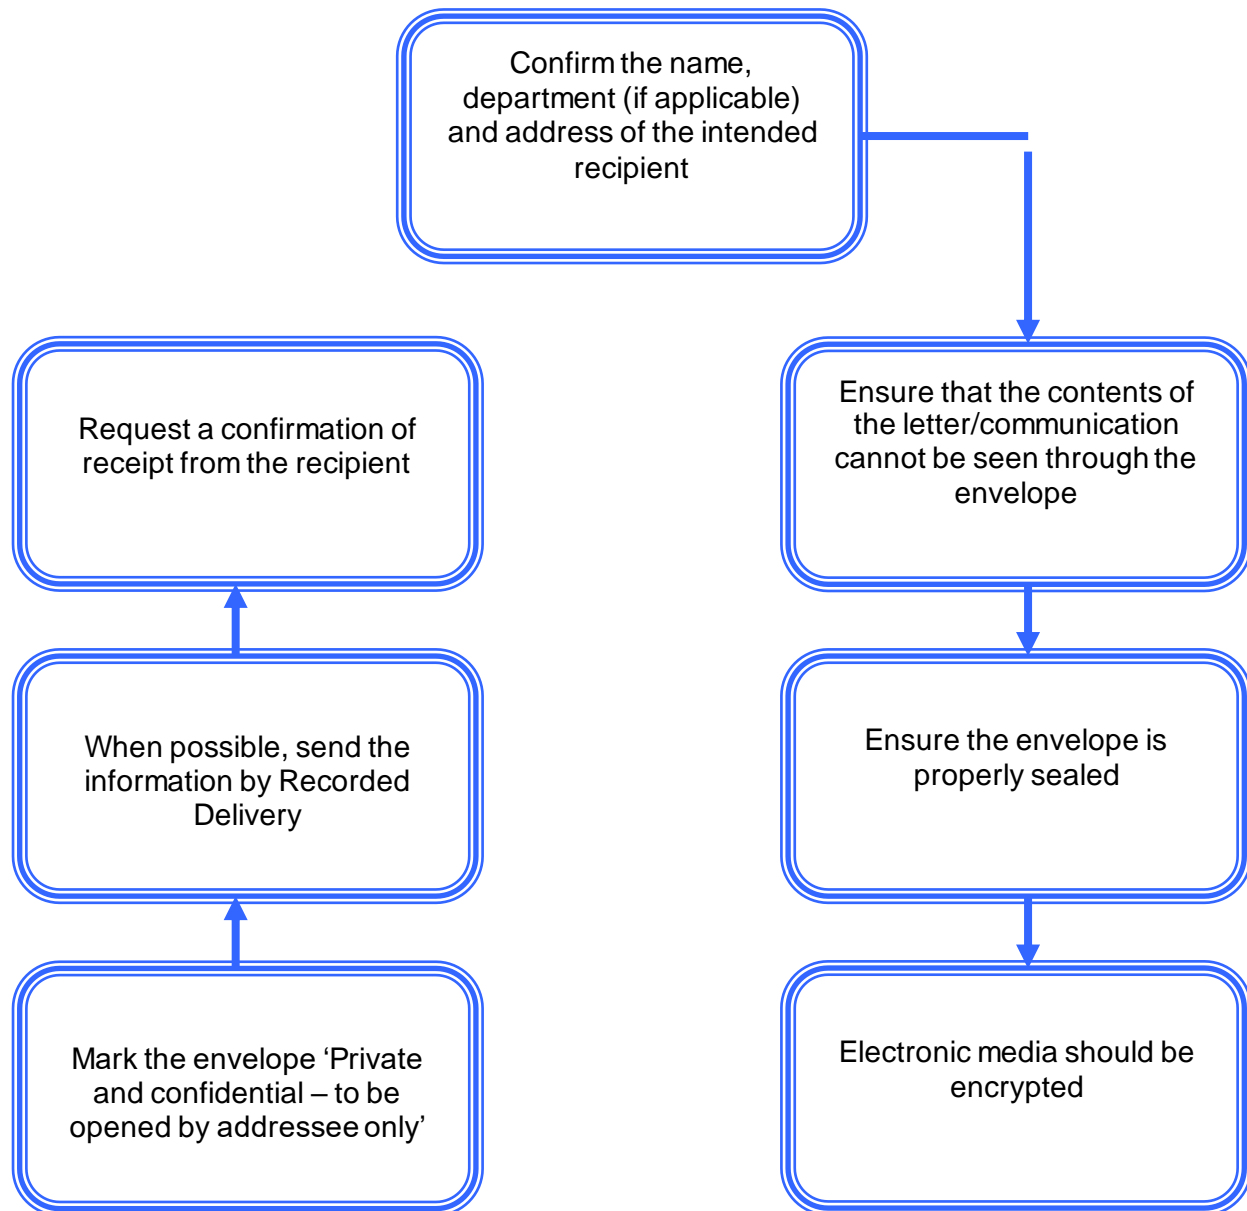 Confirm the name,
department (if applicable)
and address of the intended
recipient
Ensure that the contents of
the letter/communication
cannot be seen through the
envelope
Ensure the envelope is
properly sealed
Electronic media should be
encrypted
Mark the envelope ‘Private
and confidential – to be
opened by addressee only’
When possible, send the
information by Recorded
Delivery
Request a confirmation of
receipt from the recipient